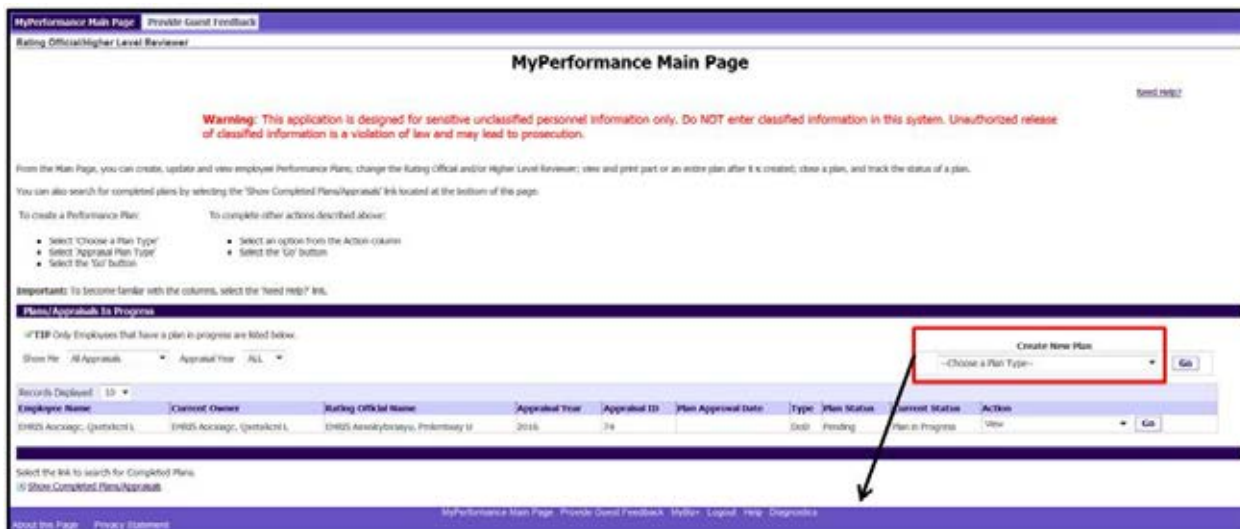 MyPerformance Main Page Provide Guest Feedback
Rating Official/Higher Level Reviewer
MyPerformance Main Page
Need Help?
Warning: This application is designed for sensitive unclassified personnel information only. Do NOT enter classified information in this system. Unauthorized release
of classified information is a violation of law and may lead to prosecution.
From the Main Page, you can create, update and view employee Performance Plans; change the Rating Official and/or Higher Level Reviewer; view and print part or an entire plan after it is created; close a plan, and track the status of a plan.
You can also search for completed plans by selecting the 'Show Completed Plans/Appraisals' link located at the bottom of this page.
To create a Performance Plan: To complete other actions described above:
Select 'Choose a Plan Type' Select an option from the Action column
Select 'Appraisal Plan Type' Select the 'Go' button
Select the 'Go' button
Important: To become familiar with the columns, select the 'Need Help?' link.
Plans/Appraisals In Progress
TIP Only Employees that have a plan in progress are listed below.
Create New Plan
Show Me All Appraisals Appraisal Year ALL --Choose a Plan Type-- Go
Records Displayed 10
Employee Name Current Owner Rating Official Name Appraisal Year Appraisal ID Plan Approval Date Type Plan Status Current Status Action
2016 74 DoD Pending Plan in Progress View Go
Select the link to search for Completed Plans.
Show Completed Plans/Appraisals
MyPerformance Main Page Provide Guest Feedback MyBiz+ Logout Help Diagnostics
About this Page Privacy Statement